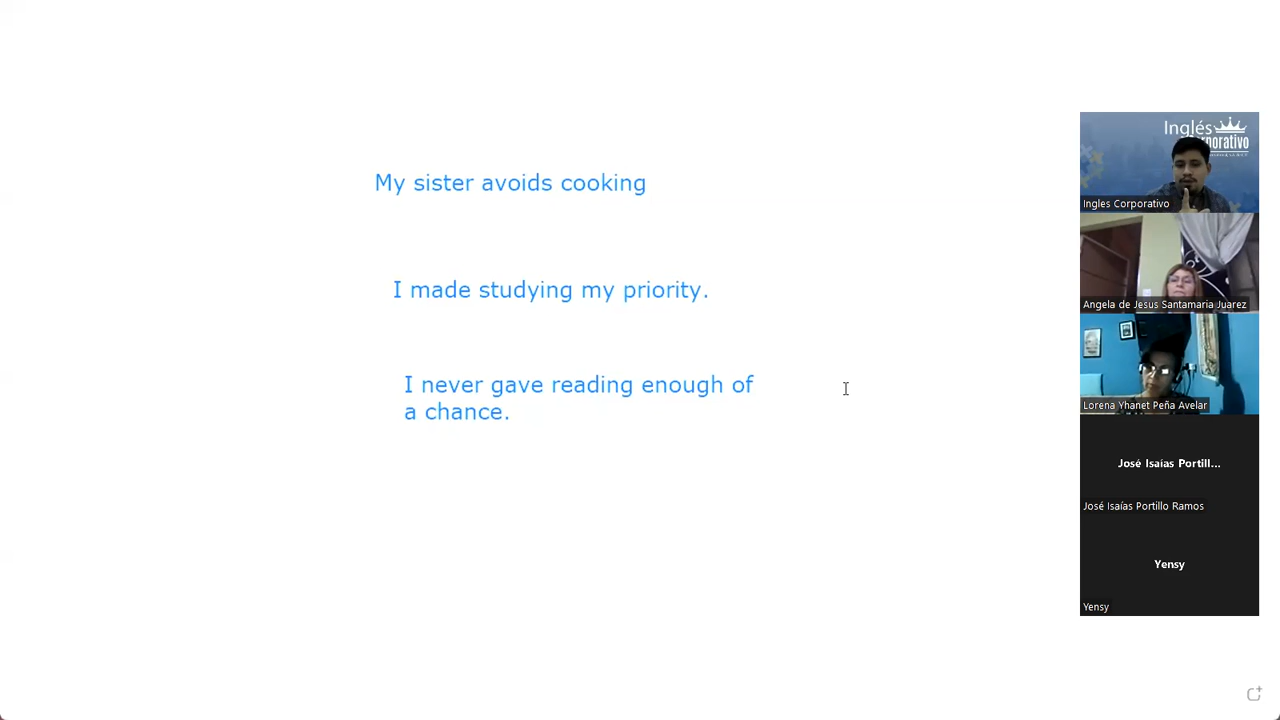 My sister avoids cooking
I made studying my priority.
I never gave reading enough of
a chance.
Inglés
Ingles Corporativo
Angela de Jesus Santamaria Juarez
Lorena Yhanet Peña Avelar
José Isaías Portill...
José Isaías Portillo Ramos
Yensy
Yensy